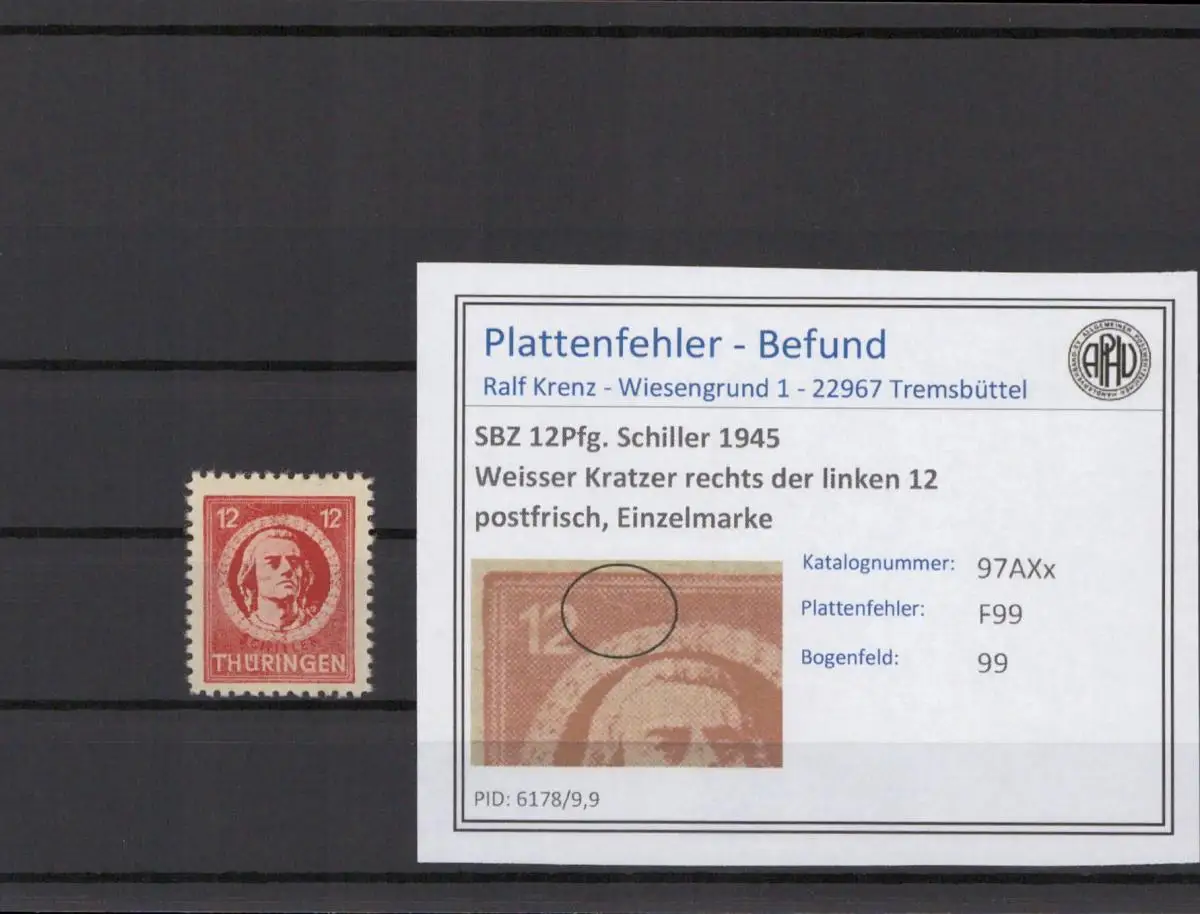 12 12
SCHILLER
THÜRINGEN
Plattenfehler - Befund
Ralf Krenz - Wiesengrund 1 - 22967 Tremsbüttel
APHV
SBZ 12Pfg. Schiller 1945
Weisser Kratzer rechts der linken 12
postfrisch, Einzelmarke
12
Katalognummer: 97AXx
Plattenfehler: F99
Bogenfeld: 99
PID: 6178/9,9